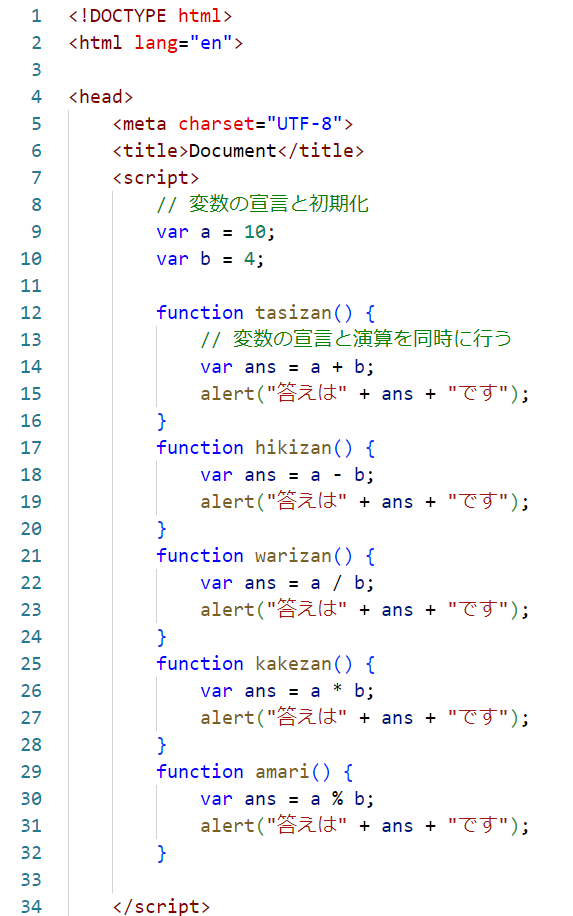 1 <!DOCTYPE html>
2 <html lang="en">
3
4 <head>
5     <meta charset="UTF-8">
6     <title>Document</title>
7     <script>
8         // 変数の宣言と初期化
9         var a = 10;
10         var b = 4;
11
12         function tasizan() {
13             // 変数の宣言と演算を同時に行う
14             var ans = a + b;
15             alert("答えは" + ans + "です");
16         }
17         function hikizan() {
18             var ans = a - b;
19             alert("答えは" + ans + "です");
20         }
21         function warizan() {
22             var ans = a / b;
23             alert("答えは" + ans + "です");
24         }
25         function kakezan() {
26             var ans = a * b;
27             alert("答えは" + ans + "です");
28         }
29         function amari() {
30             var ans = a % b;
31             alert("答えは" + ans + "です");
32         }
33
34     </script>